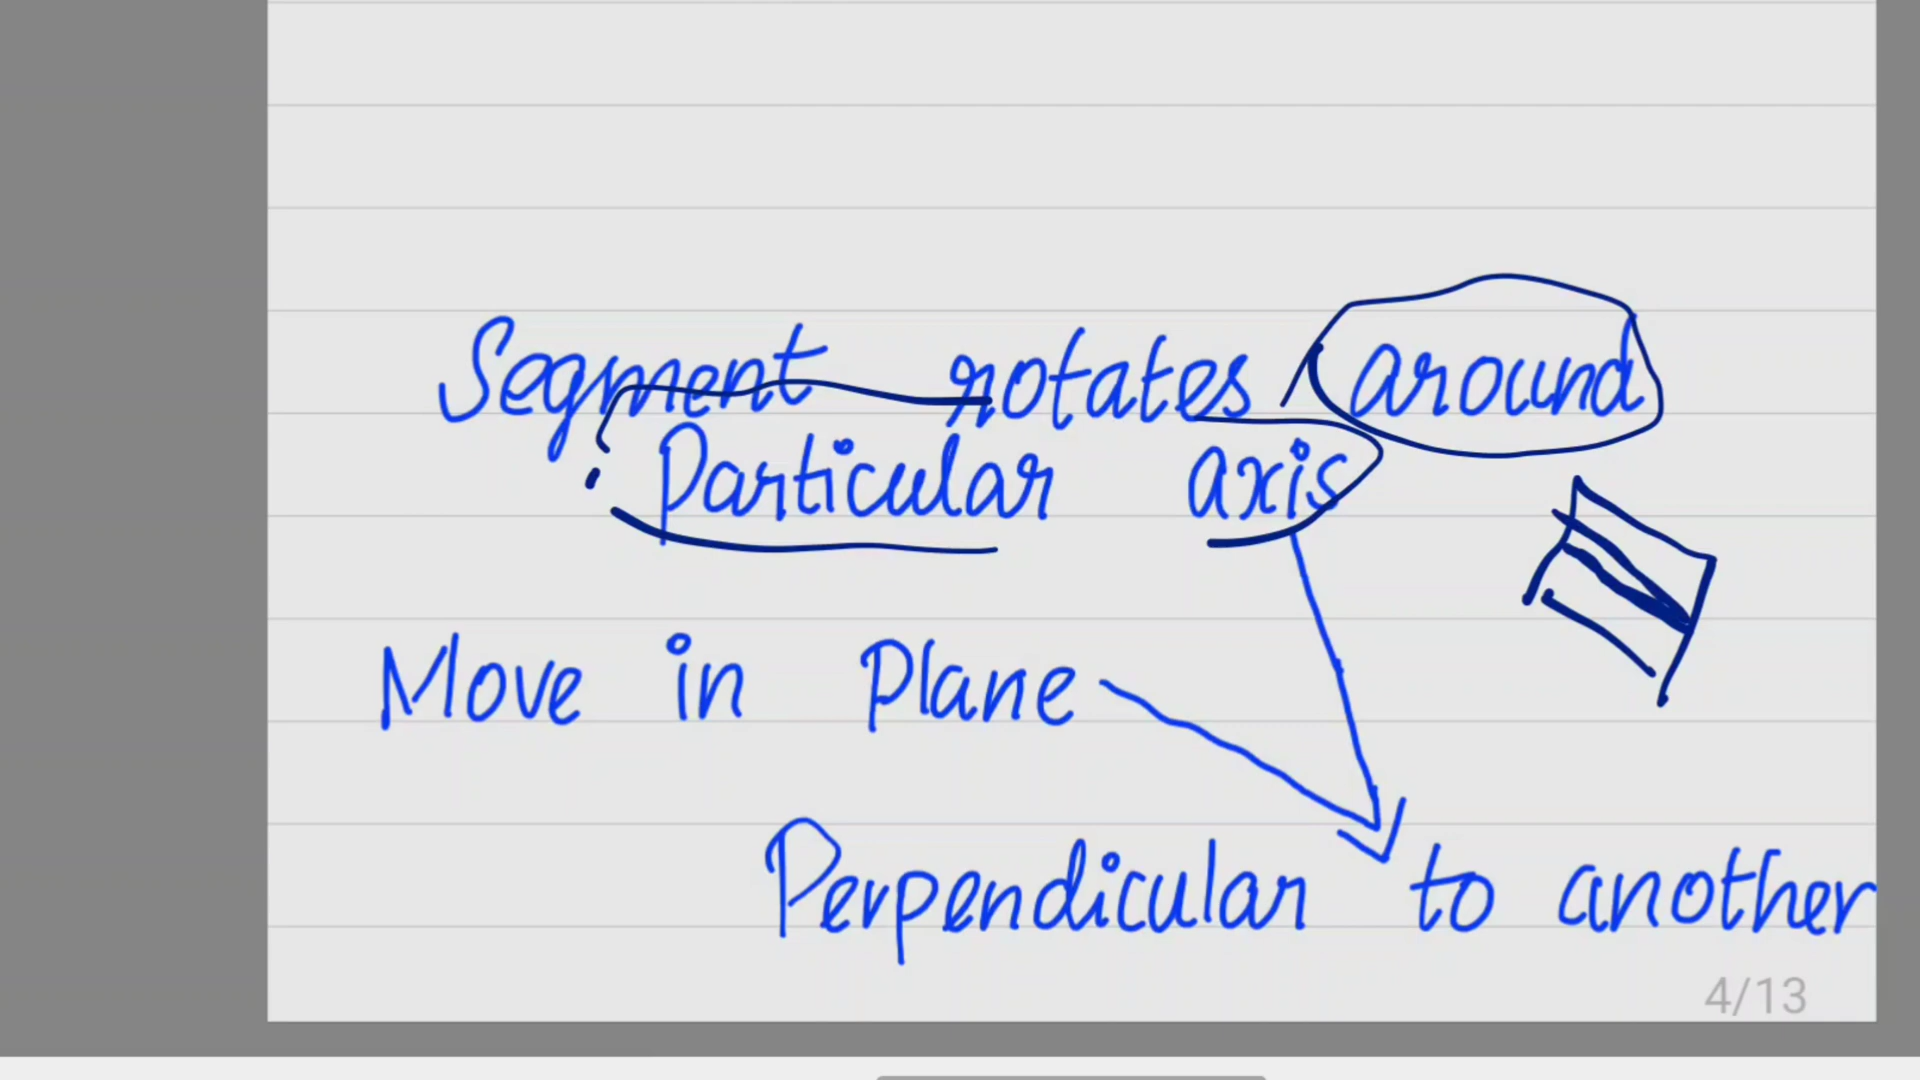 Segment rotates around
Particular axis
Move in Plane
Perpendicular to another
4/13